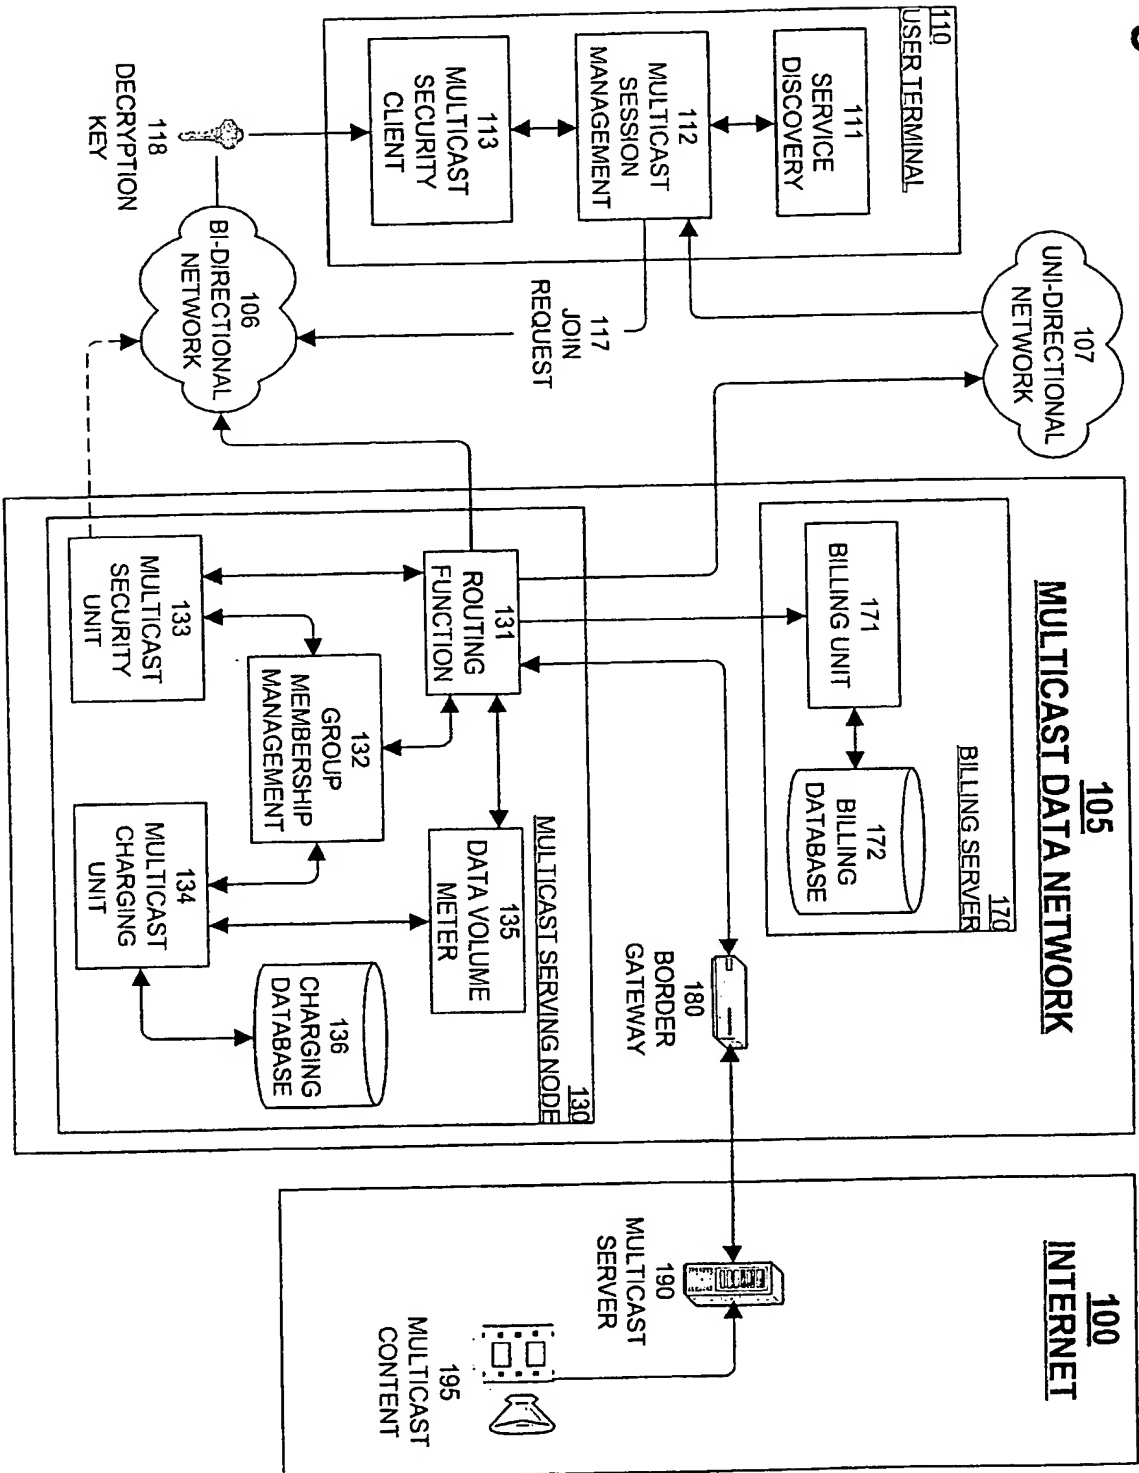 110
USER TERMINAL
111
SERVICE
DISCOVERY
112
MULTICAST
SESSION
MANAGEMENT
113
MULTICAST
SECURITY
CLIENT
118
DECRYPTION
KEY
107
UNI-DIRECTIONAL
NETWORK
117
JOIN
REQUEST
106
BI-DIRECTIONAL
NETWORK
105
MULTICAST DATA NETWORK
170
BILLING SERVER
171
BILLING UNIT
172
BILLING
DATABASE
180
BORDER
GATEWAY
130
MULTICAST SERVING NODE
131
ROUTING
FUNCTION
135
DATA VOLUME
METER
132
GROUP
MEMBERSHIP
MANAGEMENT
136
CHARGING
DATABASE
133
MULTICAST
SECURITY
UNIT
134
MULTICAST
CHARGING
UNIT
100
INTERNET
190
MULTICAST
SERVER
195
MULTICAST
CONTENT